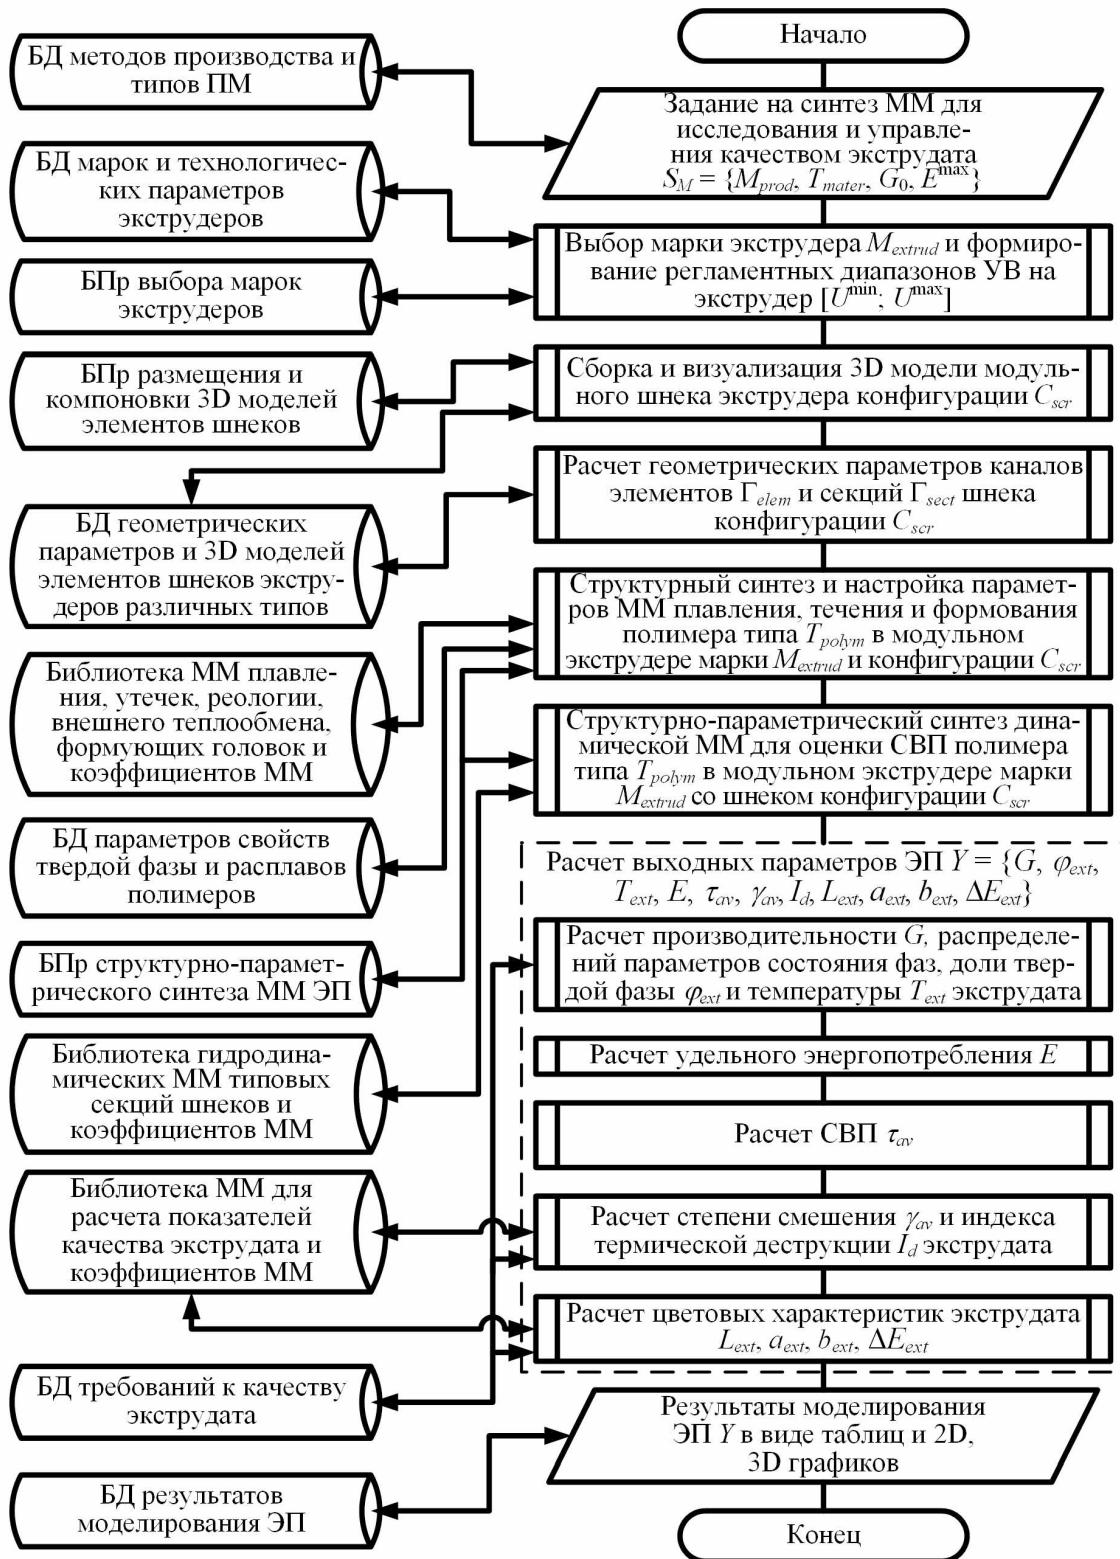 Начало
БД методов производства и
типов ПМ
Задание на синтез ММ для
исследования и управле-
ния качеством экструдата
S_M = {M_prod, T_mater, G_0, E^max}
БД марок и технологичес-
ких параметров
экструдеров
Выбор марки экструдера M_extrud и формиро-
вание регламентных диапазонов УВ на
экструдер [U^min; U^max]
БПр выбора марок
экструдеров
БПр размещения и
компоновки 3D моделей
элементов шнеков
Сборка и визуализация 3D модели модуль-
ного шнека экструдера конфигурации C_scr
Расчет геометрических параметров каналов
элементов Г_elem и секций Г_sect шнека
конфигурации C_scr
БД геометрических
параметров и 3D моделей
элементов шнеков экстру-
деров различных типов
Структурный синтез и настройка парамет-
ров ММ плавления, течения и формования
полимера типа T_polym в модульном
экструдере марки M_extrud и конфигурации C_scr
Библиотека ММ плавле-
ния, утечек, реологии,
внешнего теплообмена,
формующих головок и
коэффициентов ММ
Структурно-параметрический синтез дина-
мической ММ для оценки СВП полимера
типа T_polym в модульном экструдере марки
M_extrud со шнеком конфигурации C_scr
БД параметров свойств
твердой фазы и расплавов
полимеров
Расчет выходных параметров ЭП Y = {G, φ_ext,
T_ext, E, τ_av, γ_av, I_d, L_ext, a_ext, b_ext, ΔE_ext}
Расчет производительности G, распределе-
ний параметров состояния фаз, доли твер-
дой фазы φ_ext и температуры T_ext экструдата
БПр структурно-парамет-
рического синтеза ММ ЭП
Расчет удельного энергопотребления E
Библиотека гидродина-
мических ММ типовых
секций шнеков и
коэффициентов ММ
Расчет СВП τ_av
Библиотека ММ для
расчета показателей
качества экструдата и
коэффициентов ММ
Расчет степени смешения γ_av и индекса
термической деструкции I_d экструдата
Расчет цветовых характеристик экструдата
L_ext, a_ext, b_ext, ΔE_ext
БД требований к качеству
экструдата
Результаты моделирования
ЭП Y в виде таблиц и 2D,
3D графиков
БД результатов
моделирования ЭП
Конец